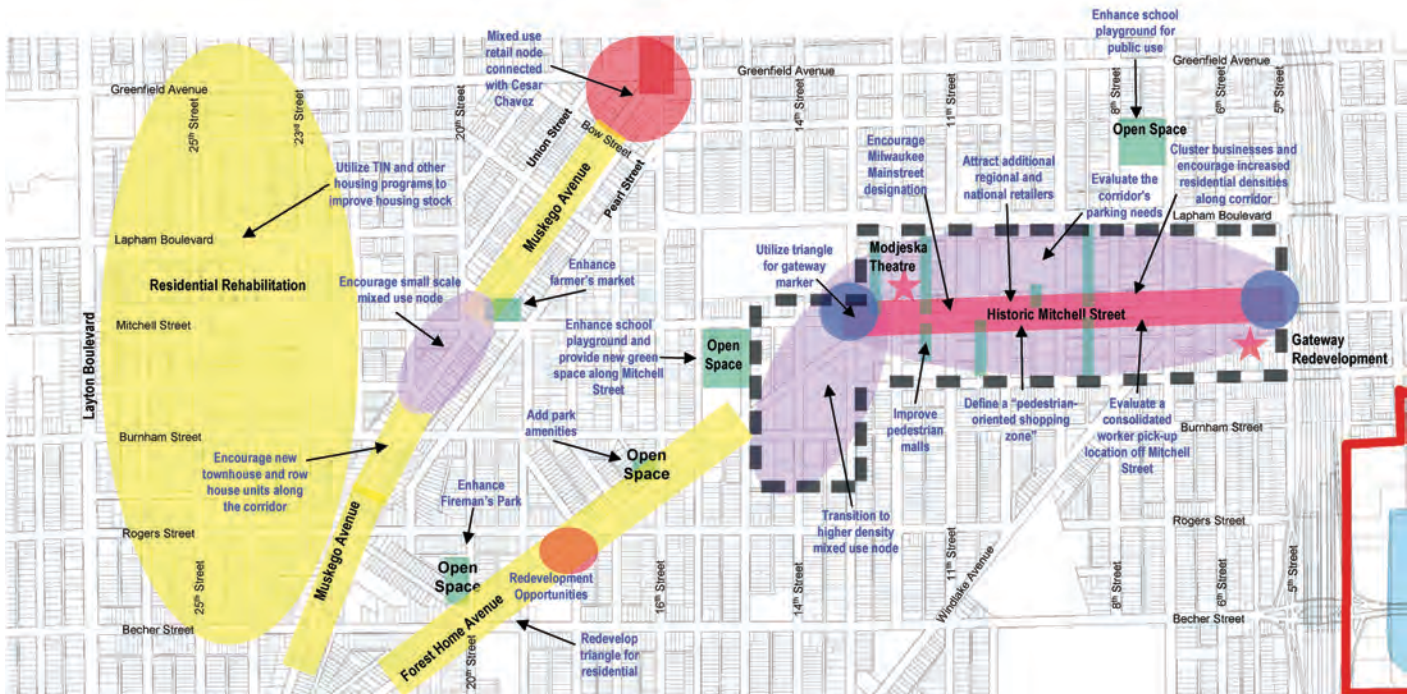 Enhance school
playground for
public use
Mixed use
retail node
connected
with Cesar
Chavez
Greenfield Avenue
Greenfield Avenue
Greenfield Avenue
25th Street
23rd Street
20th Street
Union Street
Bow Street
Pearl Street
Muskego Avenue
14th Street
11th Street
8th Street
6th Street
5th Street
Open Space
Encourage
Milwaukee
Mainstreet
designation
Attract additional
regional and
national retailers
Evaluate the
corridor's
parking needs
Cluster businesses and
encourage increased
residential densities
along corridor
Lapham Boulevard
Utilize TIN and other
housing programs to
improve housing stock
Lapham Boulevard
Residential Rehabilitation
Encourage small scale
mixed use node
Enhance
farmer's market
Utilize triangle
for gateway
marker
Modjeska
Theatre
Historic Mitchell Street
Mitchell Street
Layton Boulevard
Enhance school
playground and
provide new green
space along Mitchell
Street
Open
Space
Gateway
Redevelopment
Improve
pedestrian
malls
Define a “pedestrian-
oriented shopping
zone”
Evaluate a
consolidated
worker pick-up
location off Mitchell
Street
Burnham Street
Burnham Street
Add park
amenities
Open
Space
Encourage new
townhouse and row
house units along
the corridor
Enhance
Fireman's Park
Transition to
higher density
mixed use node
Rogers Street
Rogers Street
Muskego Avenue
Open
Space
Redevelopment
Opportunities
Forest Home Avenue
25th Street
20th Street
16th Street
14th Street
11th Street
Windlake Avenue
8th Street
6th Street
5th Street
Becher Street
Becher Street
Redevelop
triangle for
residential